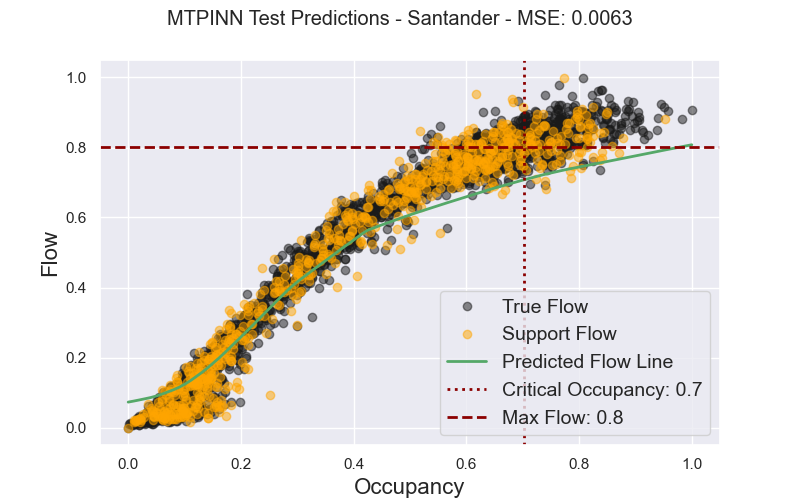 MTPINN Test Predictions - Santander - MSE: 0.0063
1.0
0.8
0.6
0.4
0.2
0.0
Flow
True Flow
Support Flow
Predicted Flow Line
Critical Occupancy: 0.7
Max Flow: 0.8
0.0 0.2 0.4 0.6 0.8 1.0
Occupancy